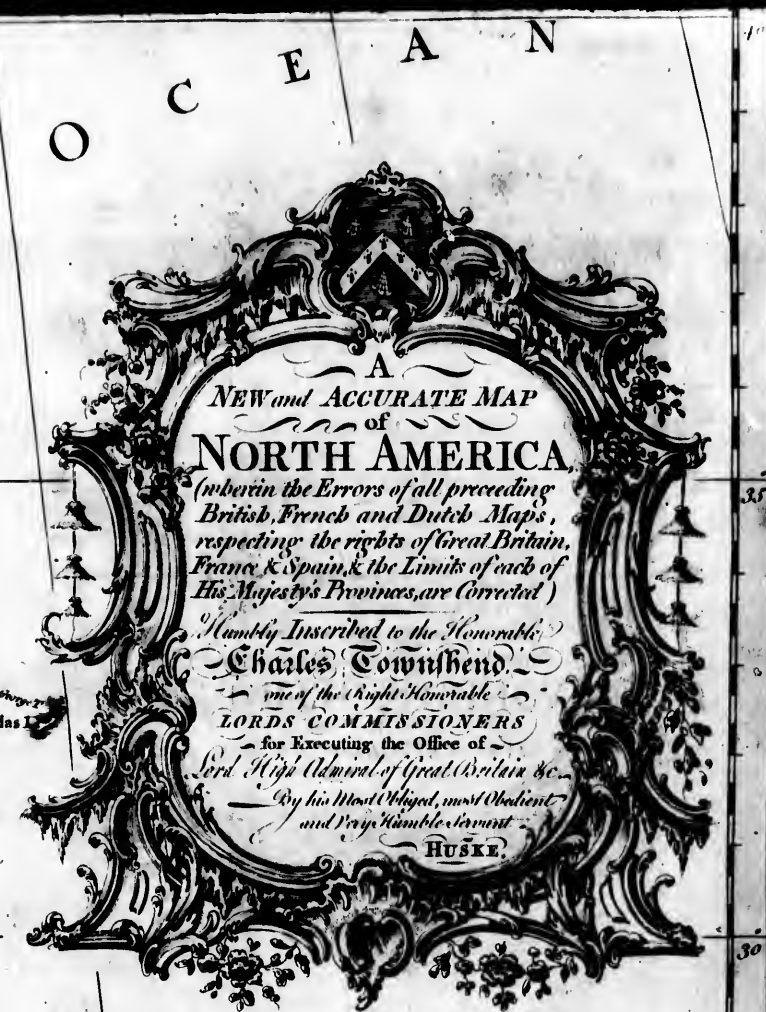 OCEAN
40
A
NEW and ACCURATE MAP
of
NORTH AMERICA,
(wherein the Errors of all preceeding
British, French and Dutch Maps,
respecting the rights of Great Britain,
France & Spain, & the Limits of each of
His Majesty's Provinces, are Corrected)
Humbly Inscribed to the Honorable
Charles Townshend,
one of the Right Honorable
LORDS COMMISSIONERS
for Executing the Office of
Lord High Admiral of Great Britain &c.
By his Most Obliged, most Obedient
and Very Humble Servant
HUSKE.
35
30